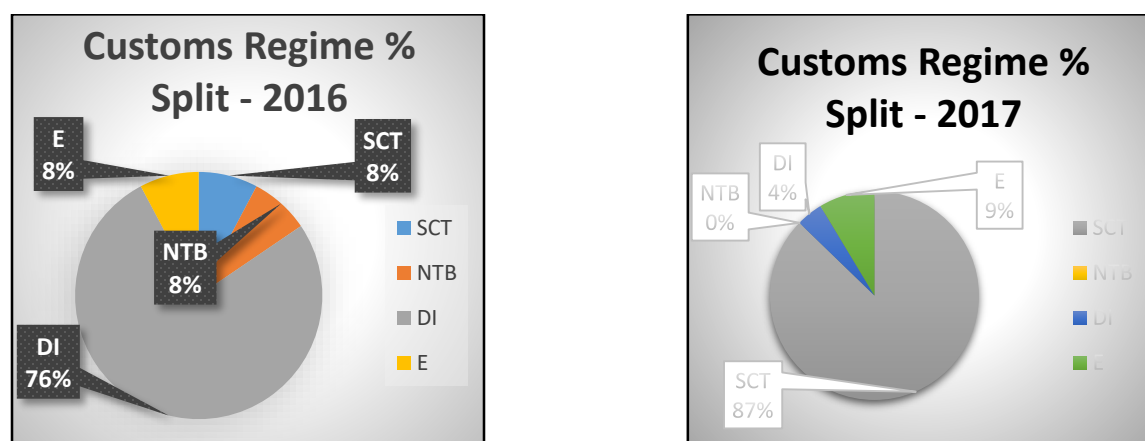 Customs Regime %
Split - 2016
E
8%
SCT
8%
NTB
8%
DI
76%
SCT
NTB
DI
E
Customs Regime %
Split - 2017
DI
4%
E
9%
NTB
0%
SCT
87%
SCT
NTB
DI
E